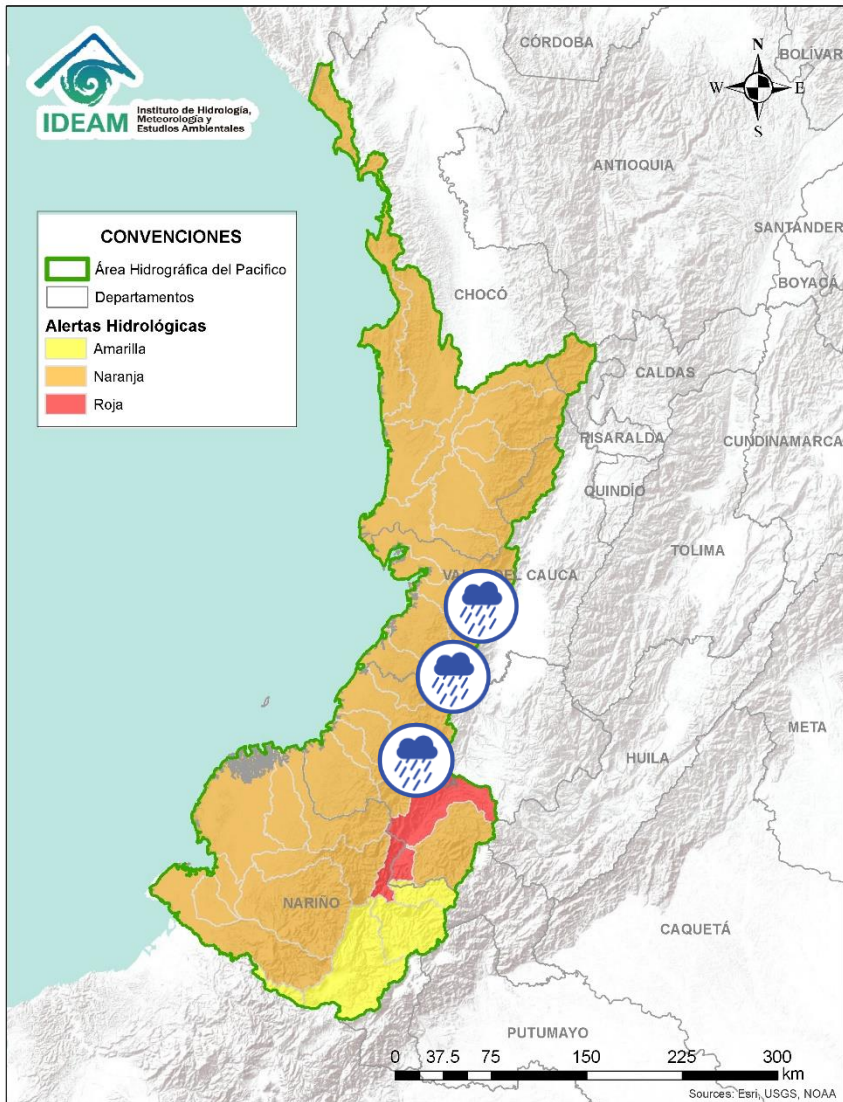 IDEAM
Instituto de Hidrología,
Meteorología y
Estudios Ambientales
N
W
E
S
CÓRDOBA
BOLÍVAR
ANTIOQUIA
SANTANDER
BOYACÁ
CONVENCIONES
Área Hidrográfica del Pacifico
Departamentos
Alertas Hidrológicas
Amarilla
Naranja
Roja
CHOCÓ
CALDAS
RISARALDA
CUNDINAMARCA
QUINDÍO
TOLIMA
DEL CAUCA
META
HUILA
NARIÑO
CAQUETÁ
PUTUMAYO
0 37.5 75 150 225 300
km
Sources: Esri, USGS, NOAA